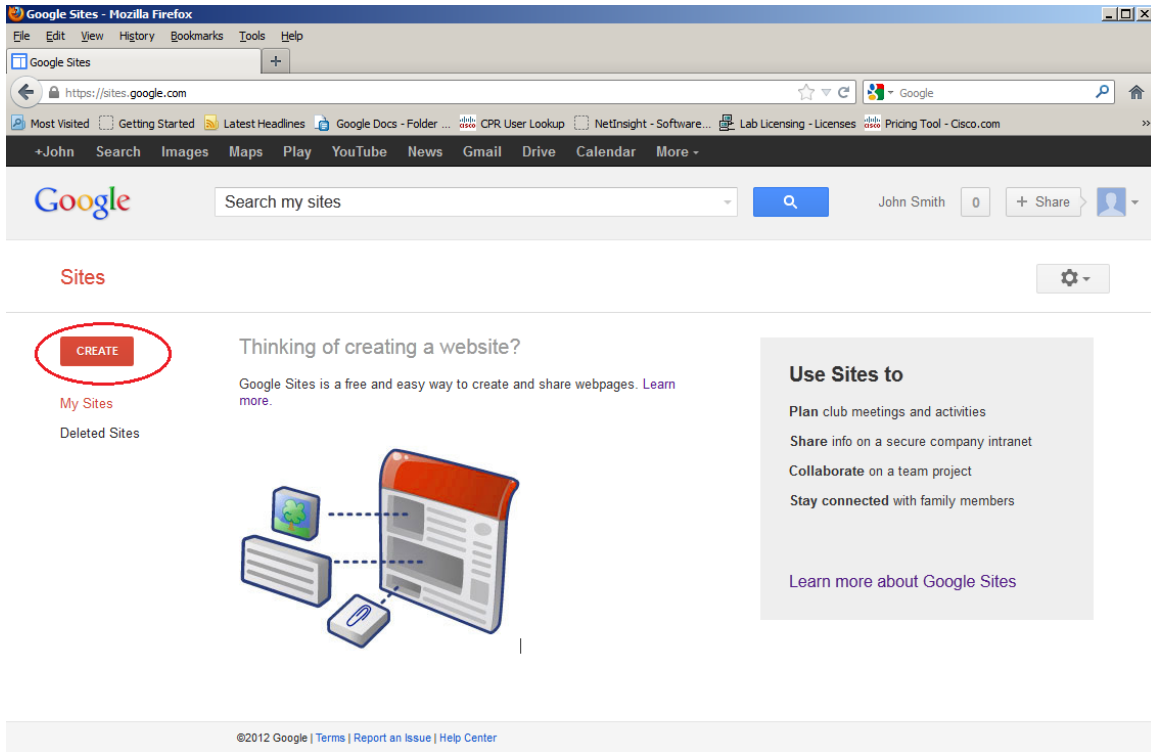 Google Sites - Mozilla Firefox
File Edit View History Bookmarks Tools Help
Google Sites +
https://sites.google.com Google
Most Visited Getting Started Latest Headlines Google Docs - Folder ... CPR User Lookup NetInsight - Software... Lab Licensing - Licenses Pricing Tool - Cisco.com »
+John Search Images Maps Play YouTube News Gmail Drive Calendar More
Google Search my sites John Smith 0 + Share
Sites
CREATE
My Sites
Deleted Sites
Thinking of creating a website?
Google Sites is a free and easy way to create and share webpages. Learn
more.
Use Sites to
Plan club meetings and activities
Share info on a secure company intranet
Collaborate on a team project
Stay connected with family members
Learn more about Google Sites
©2012 Google | Terms | Report an Issue | Help Center